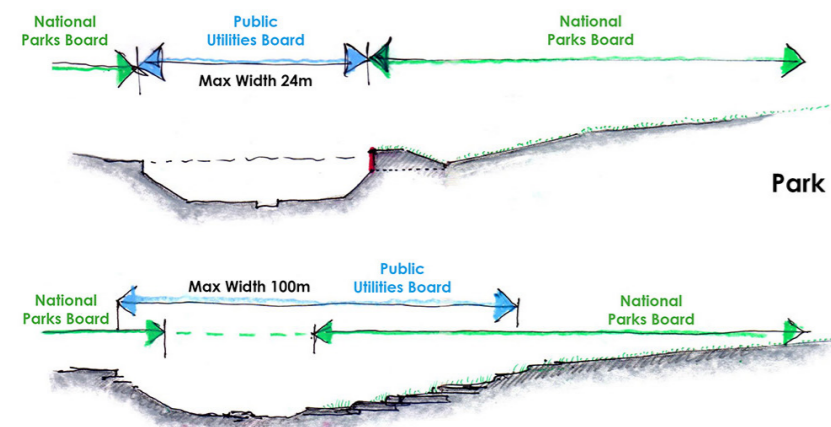 National
Parks Board
Public
Utilities Board
National
Parks Board
Max Width 24m
Park
Public
Utilities Board
Max Width 100m
National
Parks Board
National
Parks Board